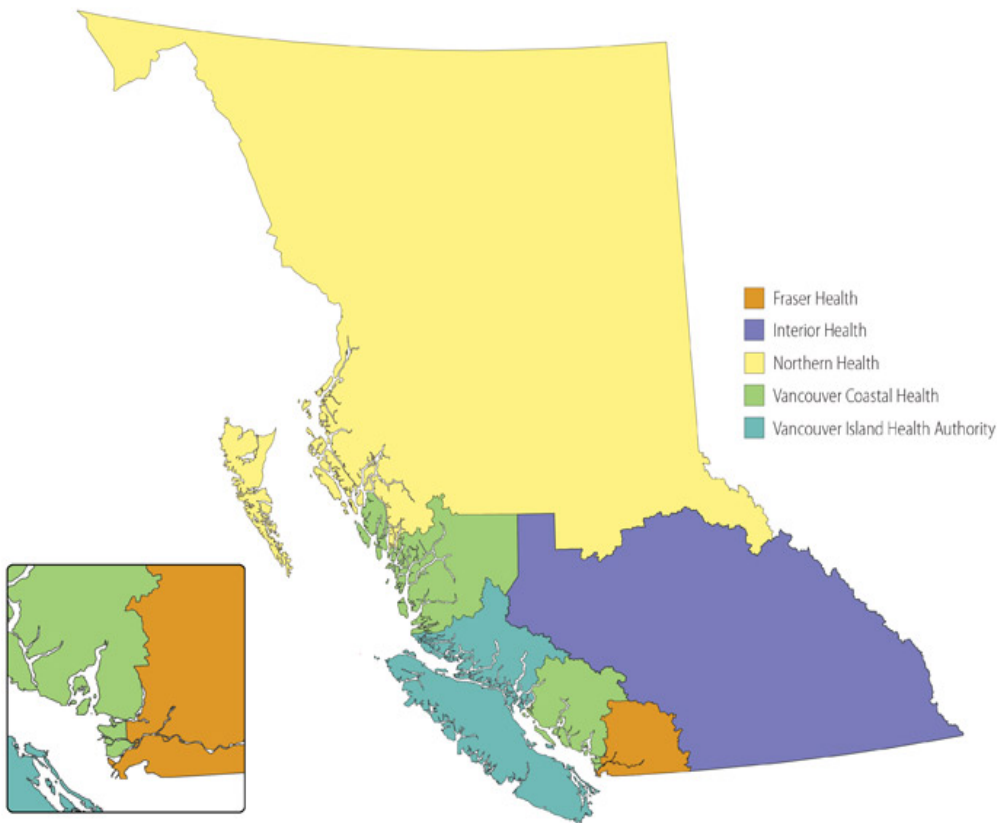 Fraser Health
Interior Health
Northern Health
Vancouver Coastal Health
Vancouver Island Health Authority